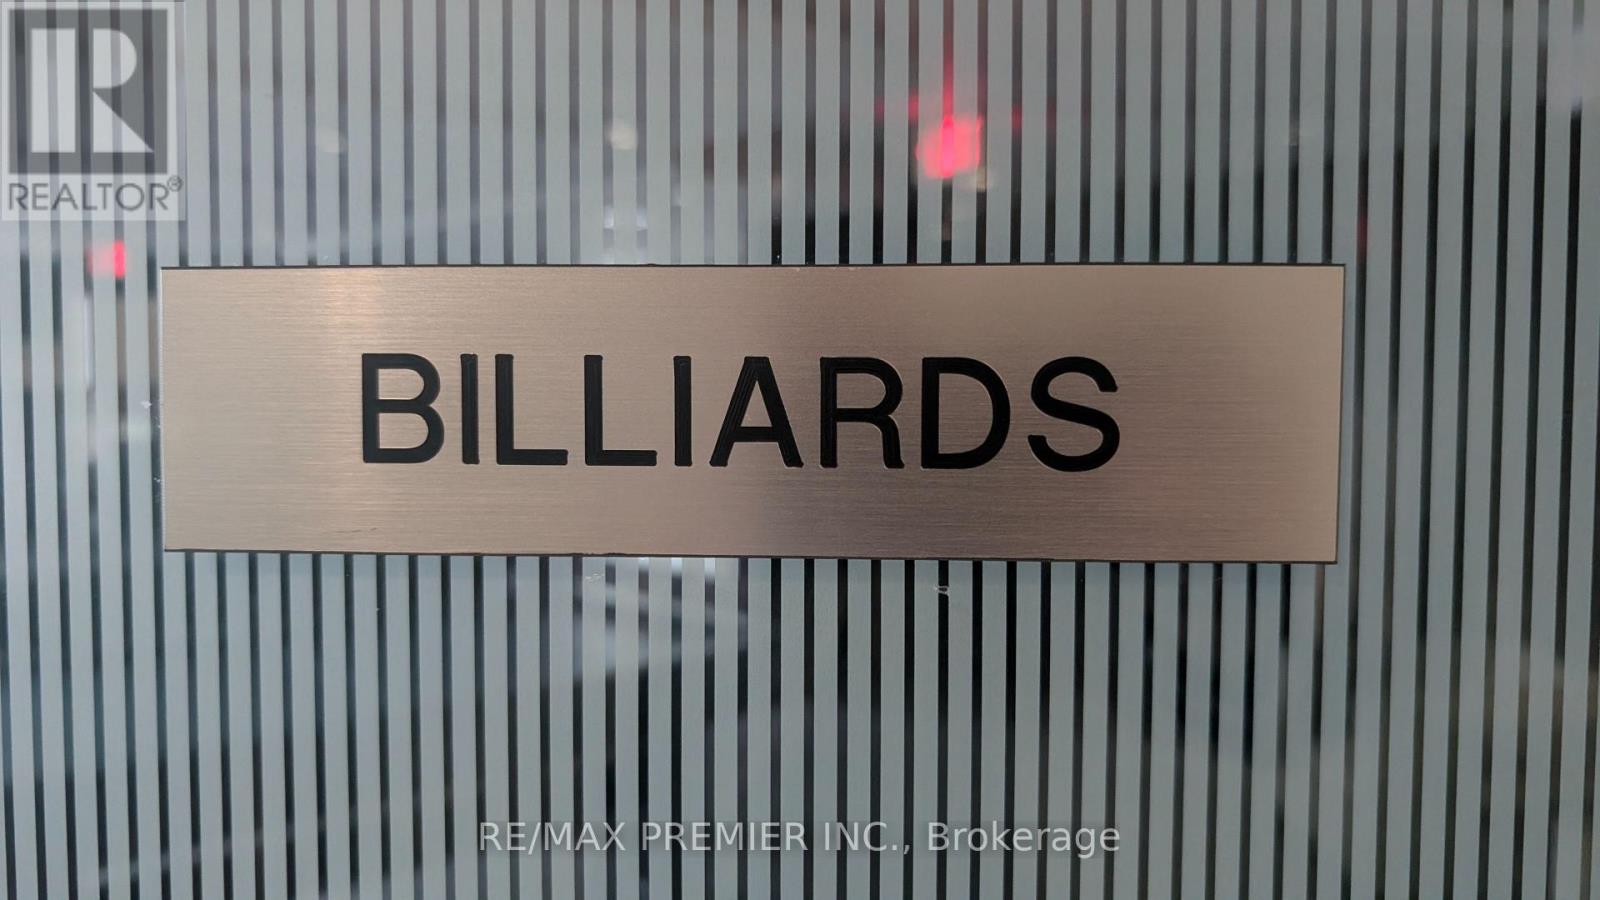 R
REALTOR®
BILLIARDS
RE/MAX PREMIER INC., Brokerage